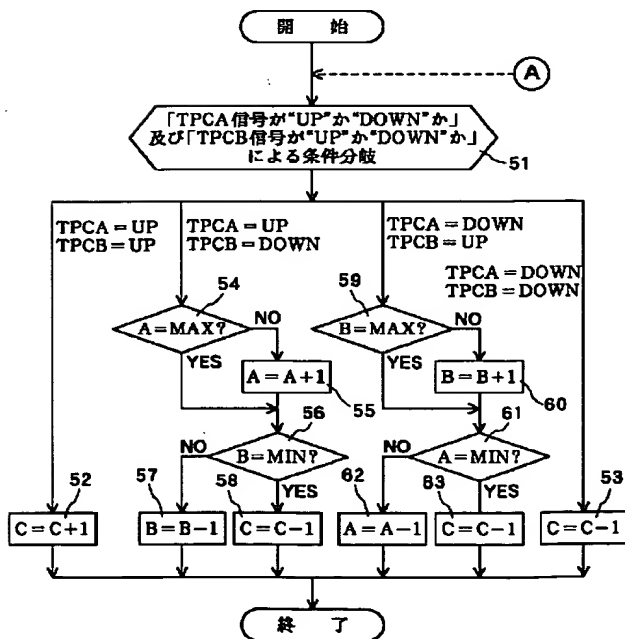 開 始
A
「TPCA信号が“UP”か“DOWN”か」
及び「TPCB信号が“UP”か“DOWN”か」
による条件分岐
51
TPCA=UP
TPCB=UP
TPCA=UP
TPCB=DOWN
TPCA=DOWN
TPCB=UP
TPCA=DOWN
TPCB=DOWN
54
A=MAX?
NO
YES
59
B=MAX?
NO
YES
A=A+1
55
B=B+1
60
56
B=MIN?
NO
YES
61
A=MIN?
NO
YES
52
C=C+1
57
B=B-1
58
C=C-1
62
A=A-1
63
C=C-1
53
C=C-1
終 了